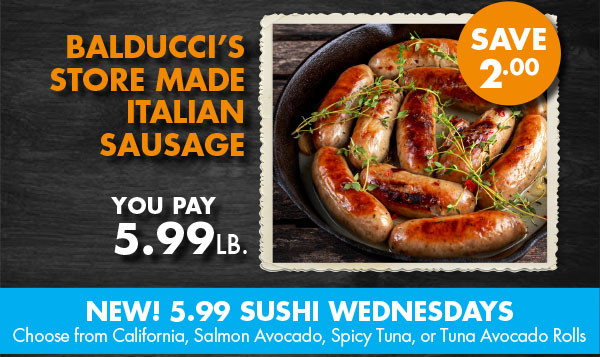 BALDUCCI'S
STORE MADE
ITALIAN
SAUSAGE
SAVE
2.00
YOU PAY
5.99LB.
NEW! 5.99 SUSHI WEDNESDAYS
Choose from California, Salmon Avocado, Spicy Tuna, or Tuna Avocado Rolls